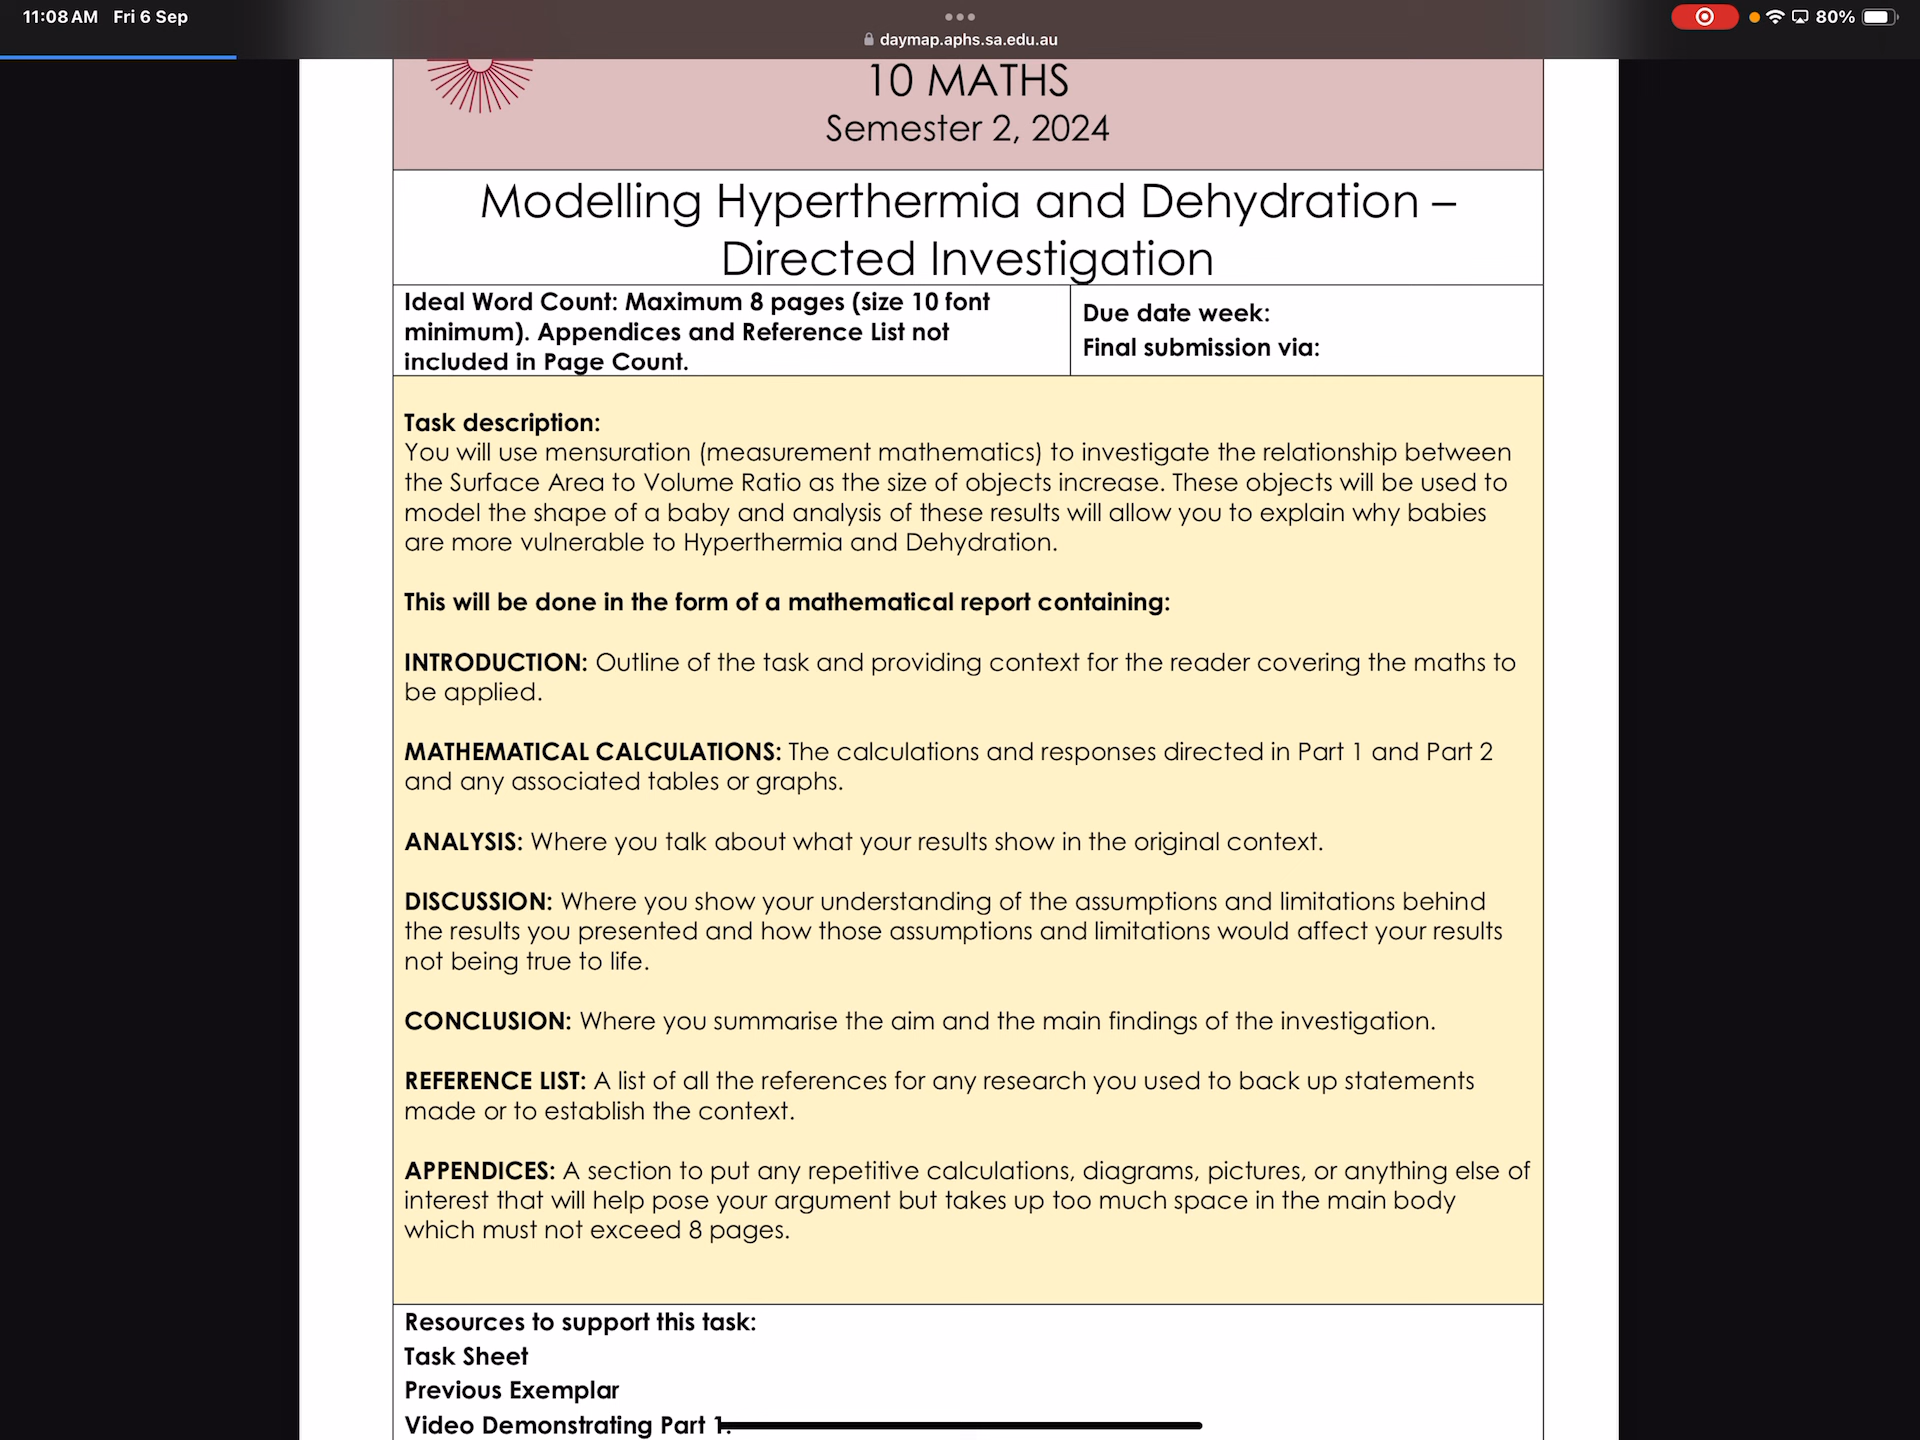 11:08 AM Fri 6 Sep
80%
daymap.aphs.sa.edu.au
10 MATHS
Semester 2, 2024
Modelling Hyperthermia and Dehydration –
Directed Investigation
Ideal Word Count: Maximum 8 pages (size 10 font
minimum). Appendices and Reference List not
included in Page Count.
Due date week:
Final submission via:
Task description:
You will use mensuration (measurement mathematics) to investigate the relationship between
the Surface Area to Volume Ratio as the size of objects increase. These objects will be used to
model the shape of a baby and analysis of these results will allow you to explain why babies
are more vulnerable to Hyperthermia and Dehydration.
This will be done in the form of a mathematical report containing:
INTRODUCTION: Outline of the task and providing context for the reader covering the maths to
be applied.
MATHEMATICAL CALCULATIONS: The calculations and responses directed in Part 1 and Part 2
and any associated tables or graphs.
ANALYSIS: Where you talk about what your results show in the original context.
DISCUSSION: Where you show your understanding of the assumptions and limitations behind
the results you presented and how those assumptions and limitations would affect your results
not being true to life.
CONCLUSION: Where you summarise the aim and the main findings of the investigation.
REFERENCE LIST: A list of all the references for any research you used to back up statements
made or to establish the context.
APPENDICES: A section to put any repetitive calculations, diagrams, pictures, or anything else of
interest that will help pose your argument but takes up too much space in the main body
which must not exceed 8 pages.
Resources to support this task:
Task Sheet
Previous Exemplar
Video Demonstrating Part 1.